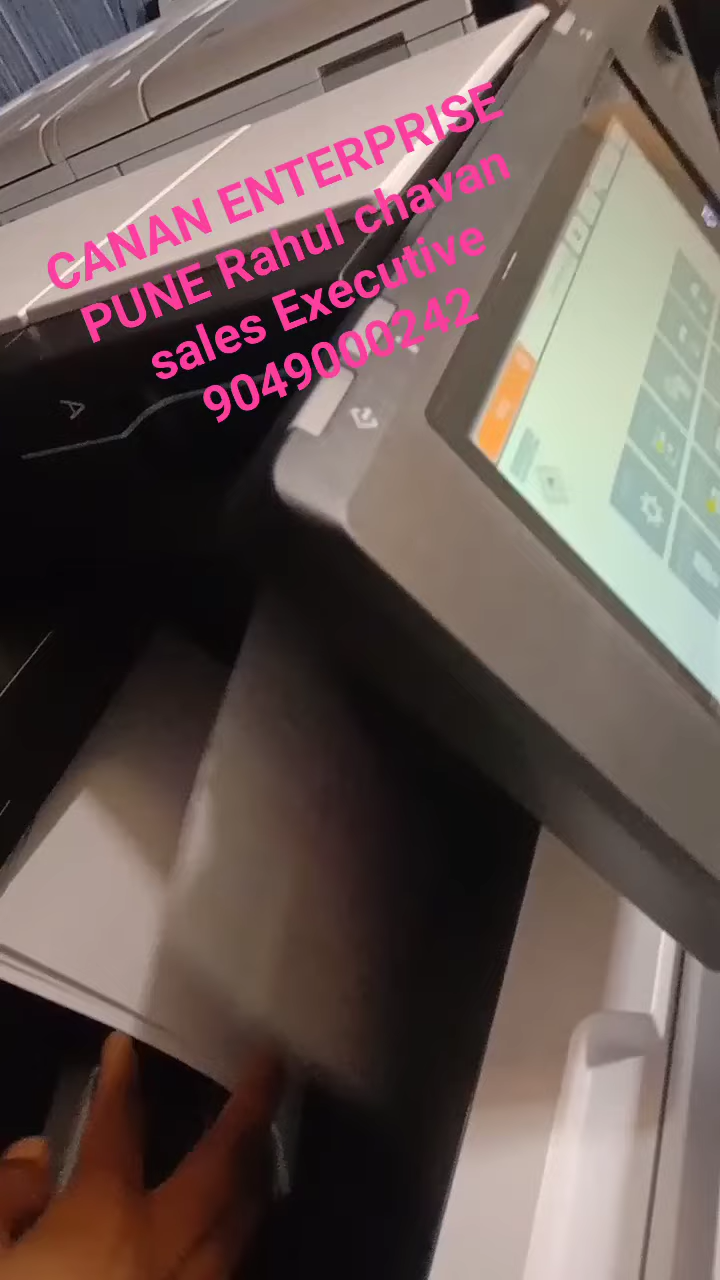 CANAN ENTERPRISE
PUNE Rahul chavan
sales Executive
9049000242
A